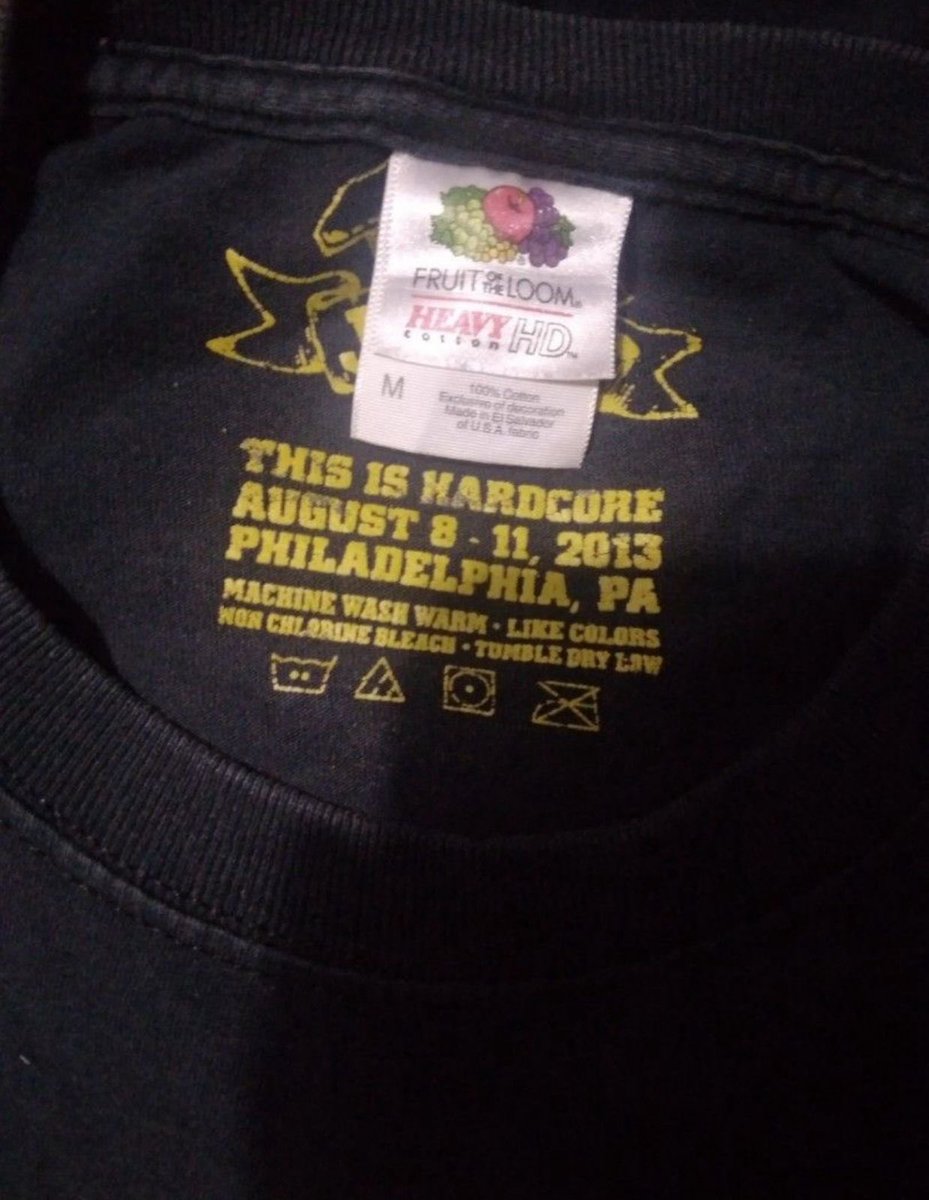 FRUIT OF THE LOOM®
HEAVY HD™
cotton
M
100% Cotton
Exclusive of decoration
Made in El Salvador
of U.S.A. fabric
THIS IS HARDCORE
AUGUST 8 - 11, 2013
PHILADELPHIA, PA
MACHINE WASH WARM • LIKE COLORS
NON CHLORINE BLEACH • TUMBLE DRY LOW